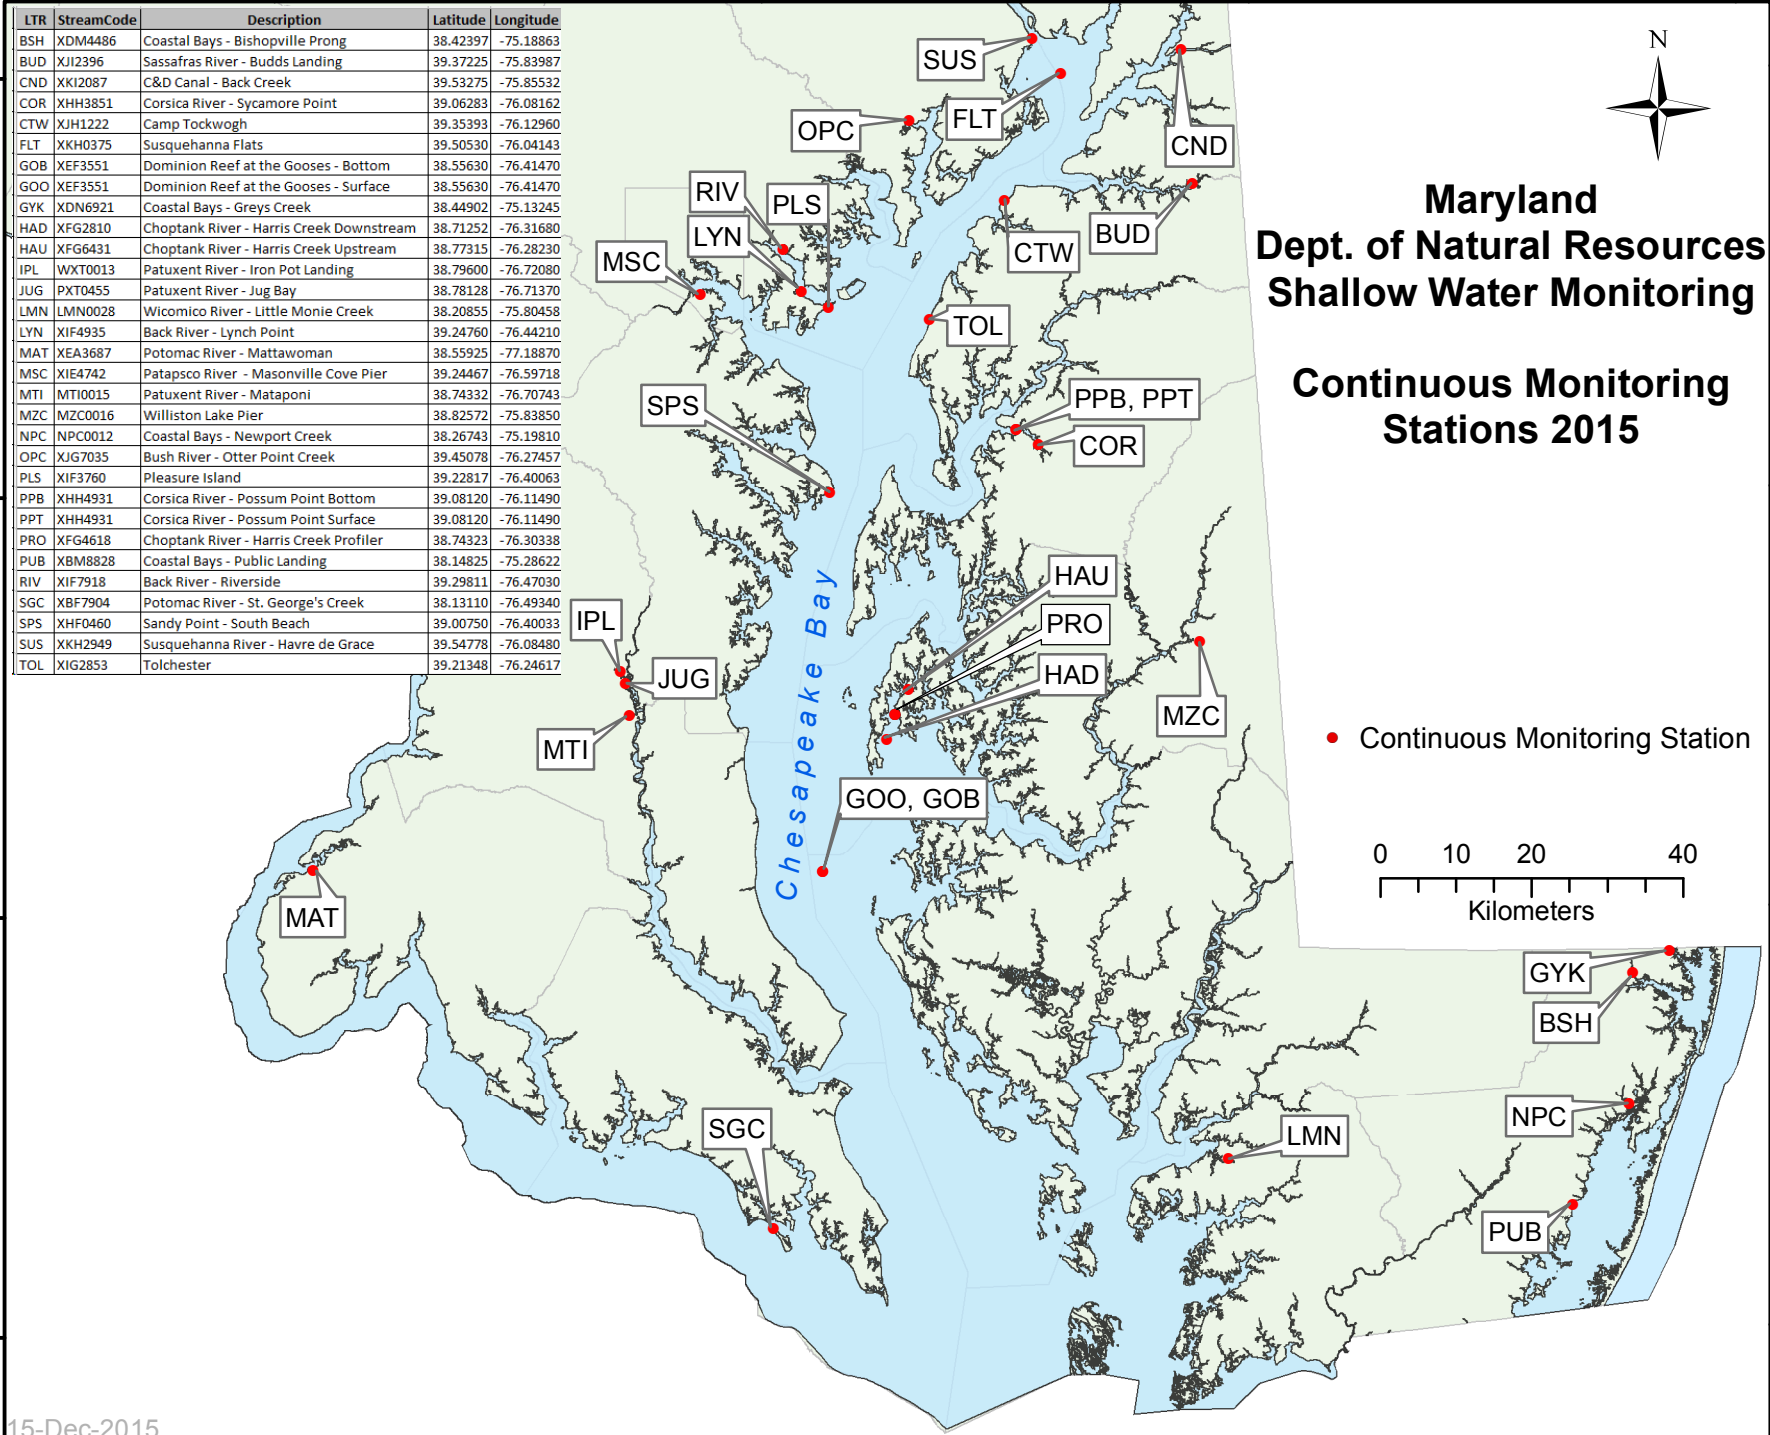 LTR StreamCode Description Latitude Longitude
BSH XDM4486 Coastal Bays - Bishopville Prong 38.42397 -75.18863
BUD XJI2396 Sassafras River - Budds Landing 39.37225 -75.83987
CND XKI2087 C&D Canal - Back Creek 39.53275 -75.85532
COR XHH3851 Corsica River - Sycamore Point 39.06283 -76.08162
CTW XJH1222 Camp Tockwogh 39.35393 -76.12960
FLT XKH0375 Susquehanna Flats 39.50530 -76.04143
GOB XEF3551 Dominion Reef at the Gooses - Bottom 38.55630 -76.41470
GOO XEF3551 Dominion Reef at the Gooses - Surface 38.55630 -76.41470
GYK XDN6921 Coastal Bays - Greys Creek 38.44902 -75.13245
HAD XFG2810 Choptank River - Harris Creek Downstream 38.71252 -76.31680
HAU XFG6431 Choptank River - Harris Creek Upstream 38.77315 -76.28230
IPL WXT0013 Patuxent River - Iron Pot Landing 38.79600 -76.72080
JUG PXT0455 Patuxent River - Jug Bay 38.78128 -76.71370
LMN LMN0028 Wicomico River - Little Monie Creek 38.20855 -75.80458
LYN XIF4935 Back River - Lynch Point 39.24760 -76.44210
MAT XEA3687 Potomac River - Mattawoman 38.55925 -77.18870
MSC XIE4742 Patapsco River - Masonville Cove Pier 39.24467 -76.59718
MTI MTI0015 Patuxent River - Mataponi 38.74332 -76.70743
MZC MZC0016 Williston Lake Pier 38.82572 -75.83850
NPC NPC0012 Coastal Bays - Newport Creek 38.26743 -75.19810
OPC XJG7035 Bush River - Otter Point Creek 39.45078 -76.27457
PLS XIF3760 Pleasure Island 39.22817 -76.40063
PPB XHH4931 Corsica River - Possum Point Bottom 39.08120 -76.11490
PPT XHH4931 Corsica River - Possum Point Surface 39.08120 -76.11490
PRO XFG4618 Choptank River - Harris Creek Profiler 38.74323 -76.30338
PUB XBM8828 Coastal Bays - Public Landing 38.14825 -75.28622
RIV XIF7918 Back River - Riverside 39.29811 -76.47030
SGC XBF7904 Potomac River - St. George's Creek 38.13110 -76.49340
SPS XHF0460 Sandy Point - South Beach 39.00750 -76.40033
SUS XKH2949 Susquehanna River - Havre de Grace 39.54778 -76.08480
TOL XIG2853 Tolchester 39.21348 -76.24617
N
Maryland
Dept. of Natural Resources
Shallow Water Monitoring
Continuous Monitoring
Stations 2015
SUS
FLT
OPC
CND
RIV
PLS
LYN
BUD
CTW
MSC
TOL
SPS
PPB, PPT
COR
HAU
IPL
PRO
JUG
HAD
MZC
MTI
Continuous Monitoring Station
Chesapeake Bay
GOO, GOB
0 10 20 40
Kilometers
MAT
GYK
BSH
NPC
SGC
LMN
PUB
15-Dec-2015